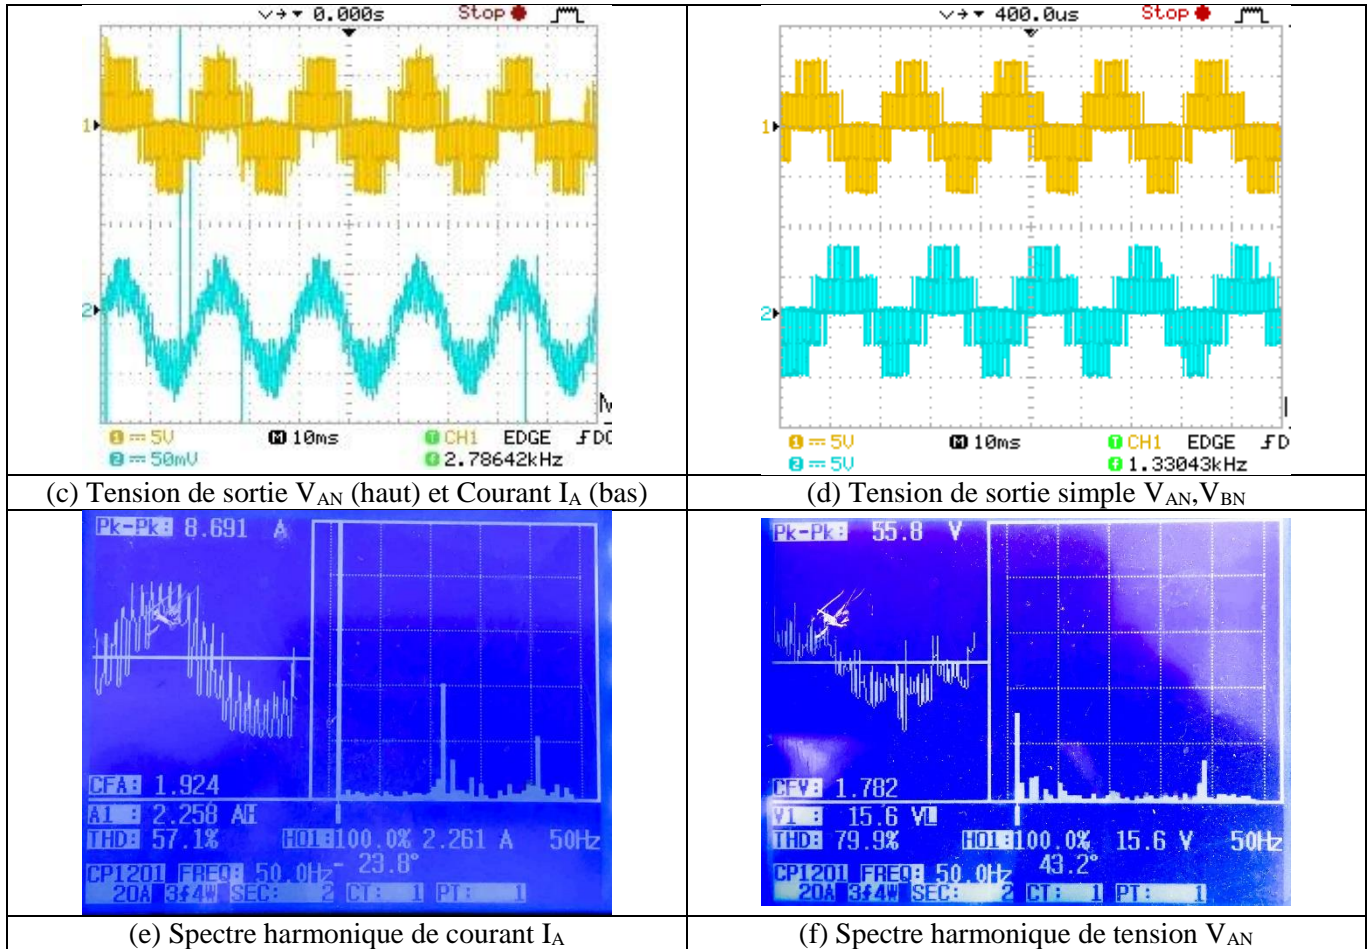 0.000s Stop
1
2
1 5V M 10ms T CH1 EDGE DC
2 50mV f 2.78642kHz
400.0us Stop
1
2
1 5V M 10ms T CH1 EDGE D
2 5V f 1.33043kHz
(c) Tension de sortie VAN (haut) et Courant IA (bas)
(d) Tension de sortie simple VAN,VBN
Pk-Pk: 8.691 A
CFA: 1.924
A1 : 2.258 A
THD: 57.1% H01:100.0% 2.261 A 50Hz
- 23.8°
CP1201 FREQ: 50.0Hz
20A 3ϕ4W SEC: 2 CT: 1 PT: 1
Pk-Pk: 55.8 V
CFV: 1.782
V1 : 15.6 V
THD: 79.9% H01:100.0% 15.6 V 50Hz
43.2°
CP1201 FREQ: 50.0Hz
20A 3ϕ4W SEC: 2 CT: 1 PT: 1
(e) Spectre harmonique de courant IA
(f) Spectre harmonique de tension VAN